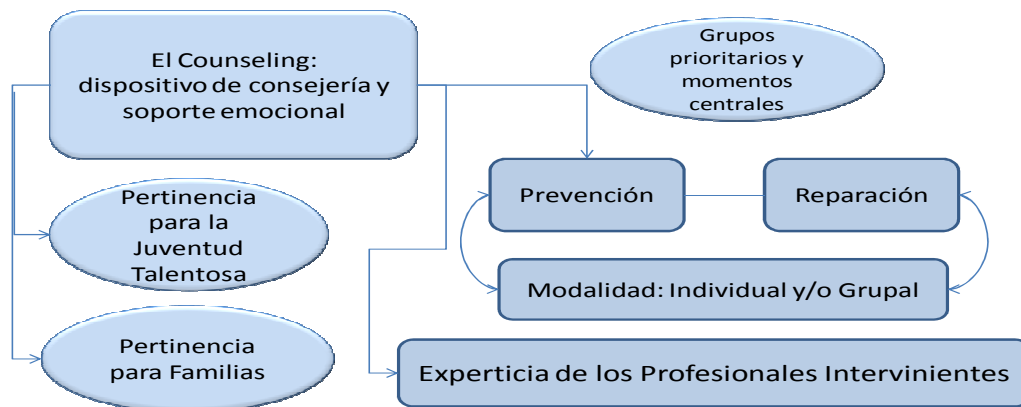 El Counseling:
dispositivo de consejería y
soporte emocional
Grupos
prioritarios y
momentos
centrales
Prevención
Reparación
Pertinencia
para la
Juventud
Talentosa
Modalidad: Individual y/o Grupal
Pertinencia
para Familias
Experticia de los Profesionales Intervinientes